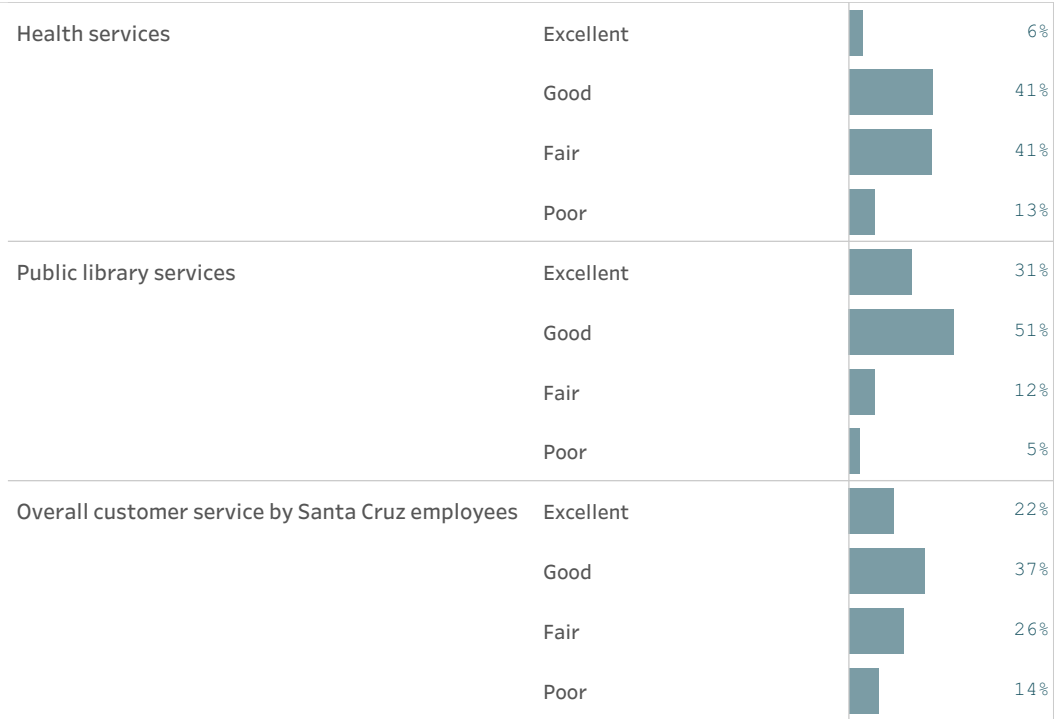 Health services Excellent 6%
Good 41%
Fair 41%
Poor 13%
Public library services Excellent 31%
Good 51%
Fair 12%
Poor 5%
Overall customer service by Santa Cruz employees Excellent 22%
Good 37%
Fair 26%
Poor 14%